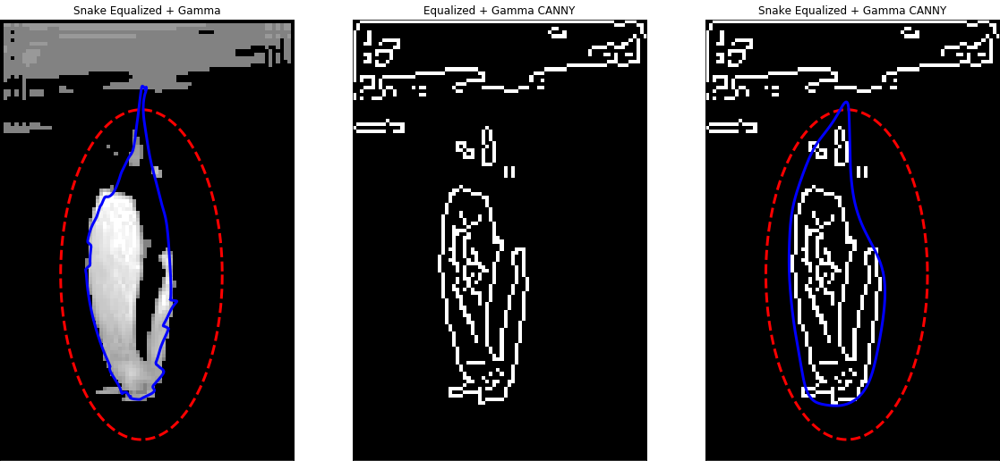 Snake Equalized + Gamma
Equalized + Gamma CANNY
Snake Equalized + Gamma CANNY